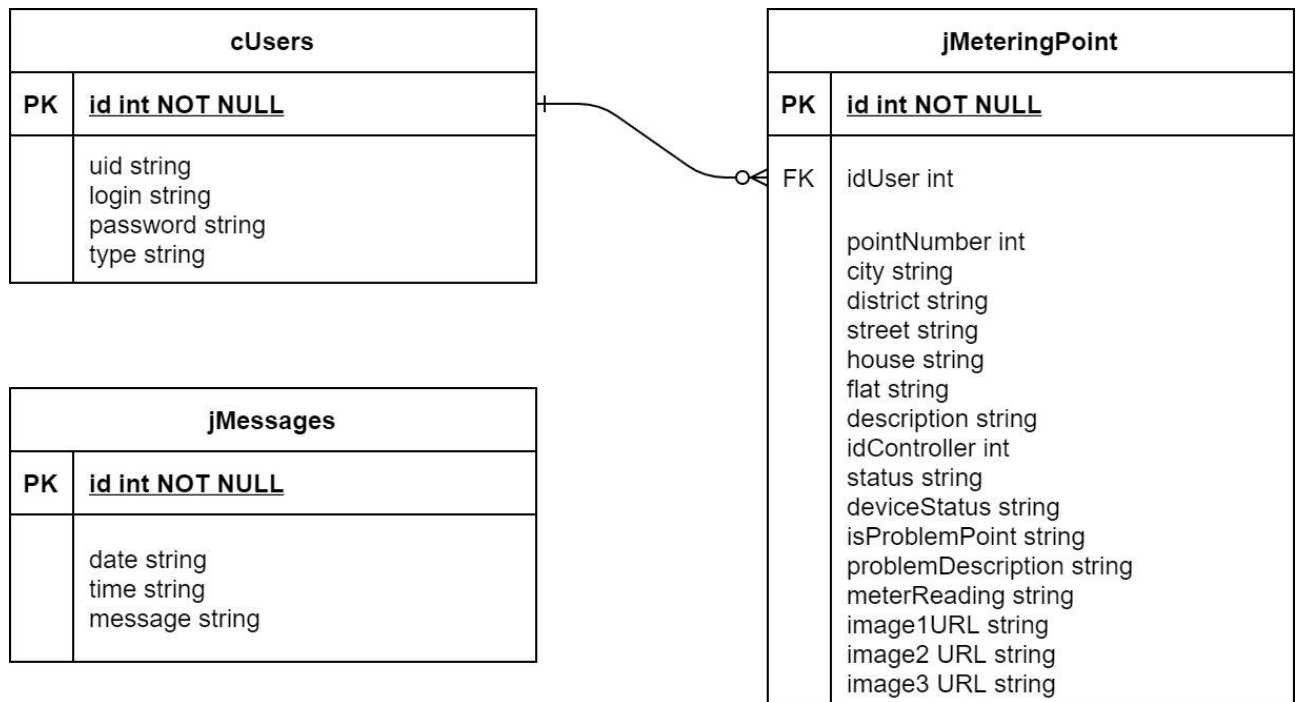 cUsers
PK id int NOT NULL
uid string
login string
password string
type string
jMessages
PK id int NOT NULL
date string
time string
message string
jMeteringPoint
PK id int NOT NULL
FK idUser int
pointNumber int
city string
district string
street string
house string
flat string
description string
idController int
status string
deviceStatus string
isProblemPoint string
problemDescription string
meterReading string
image1URL string
image2 URL string
image3 URL string